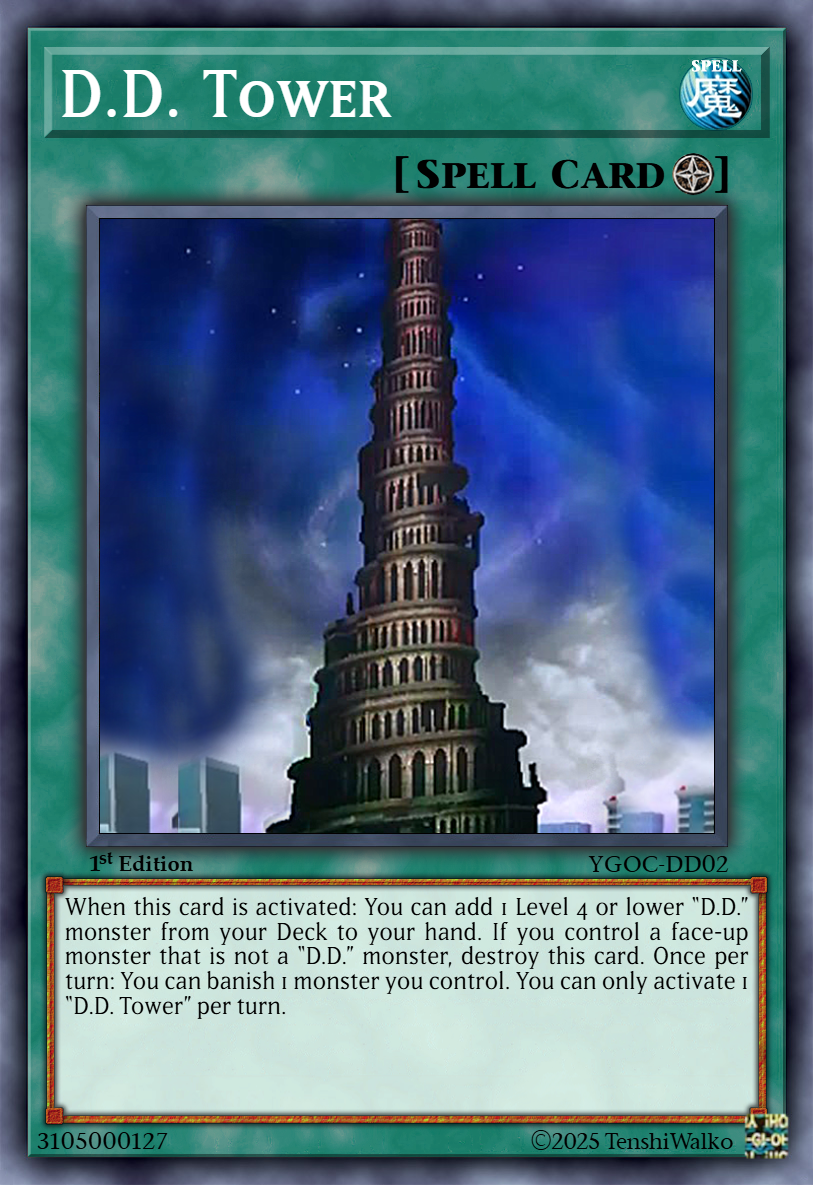 D.D. Tower
SPELL
魔
[Spell Card]
1st Edition
YGOC-DD02
When this card is activated: You can add 1 Level 4 or lower "D.D."
monster from your Deck to your hand. If you control a face-up
monster that is not a "D.D." monster, destroy this card. Once per
turn: You can banish 1 monster you control. You can only activate 1
"D.D. Tower" per turn.
3105000127
©2025 TenshiWalko